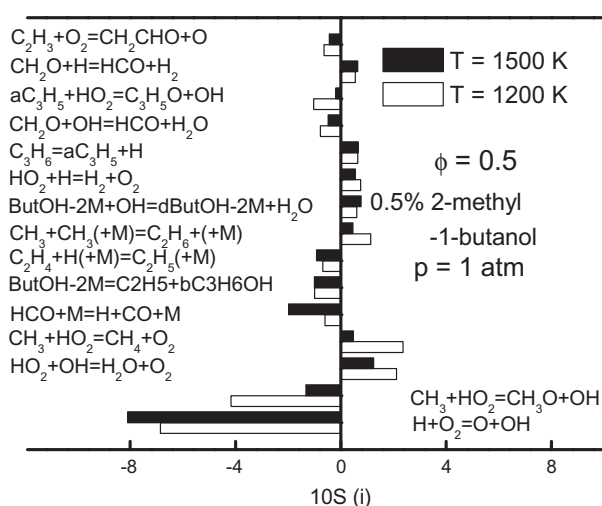 C₂H₃+O₂=CH₂CHO+O
CH₂O+H=HCO+H₂
aC₃H₅+HO₂=C₃H₅O+OH
CH₂O+OH=HCO+H₂O
C₃H₆=aC₃H₅+H
HO₂+H=H₂+O₂
ButOH-2M+OH=dButOH-2M+H₂O
CH₃+CH₃(+M)=C₂H₆+(+M)
C₂H₄+H(+M)=C₂H₅(+M)
ButOH-2M=C2H5+bC3H6OH
HCO+M=H+CO+M
CH₃+HO₂=CH₄+O₂
HO₂+OH=H₂O+O₂
T = 1500 K
T = 1200 K
ϕ = 0.5
0.5% 2-methyl
-1-butanol
p = 1 atm
CH₃+HO₂=CH₃O+OH
H+O₂=O+OH
-8 -4 0 4 8
10S (i)